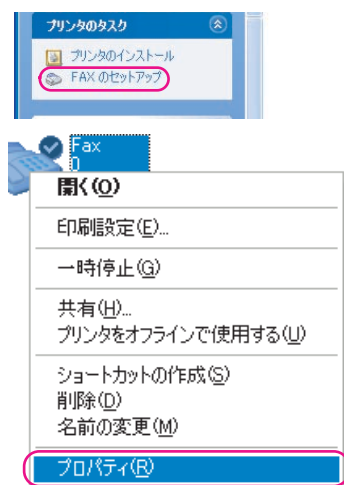 プリンタのタスク
プリンタのインストール
FAX のセットアップ
Fax
0
開く(O)
印刷設定(E)...
一時停止(G)
共有(H)...
プリンタをオフラインで使用する(U)
ショートカットの作成(S)
削除(D)
名前の変更(M)
プロパティ(R)